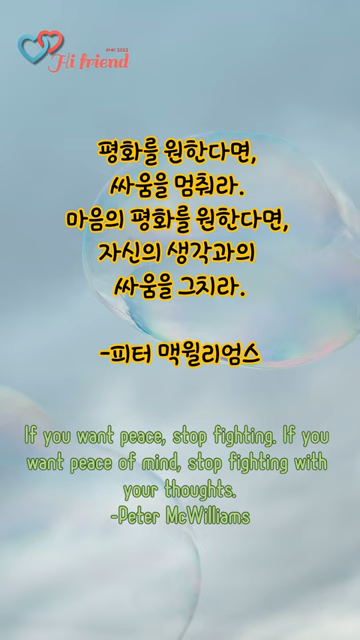 Hi friend
평화를 원한다면,
싸움을 멈춰라.
마음의 평화를 원한다면,
자신의 생각과의
싸움을 그치라.
-피터 맥윌리엄스
If you want peace, stop fighting. If you
want peace of mind, stop fighting with
your thoughts.
-Peter McWilliams